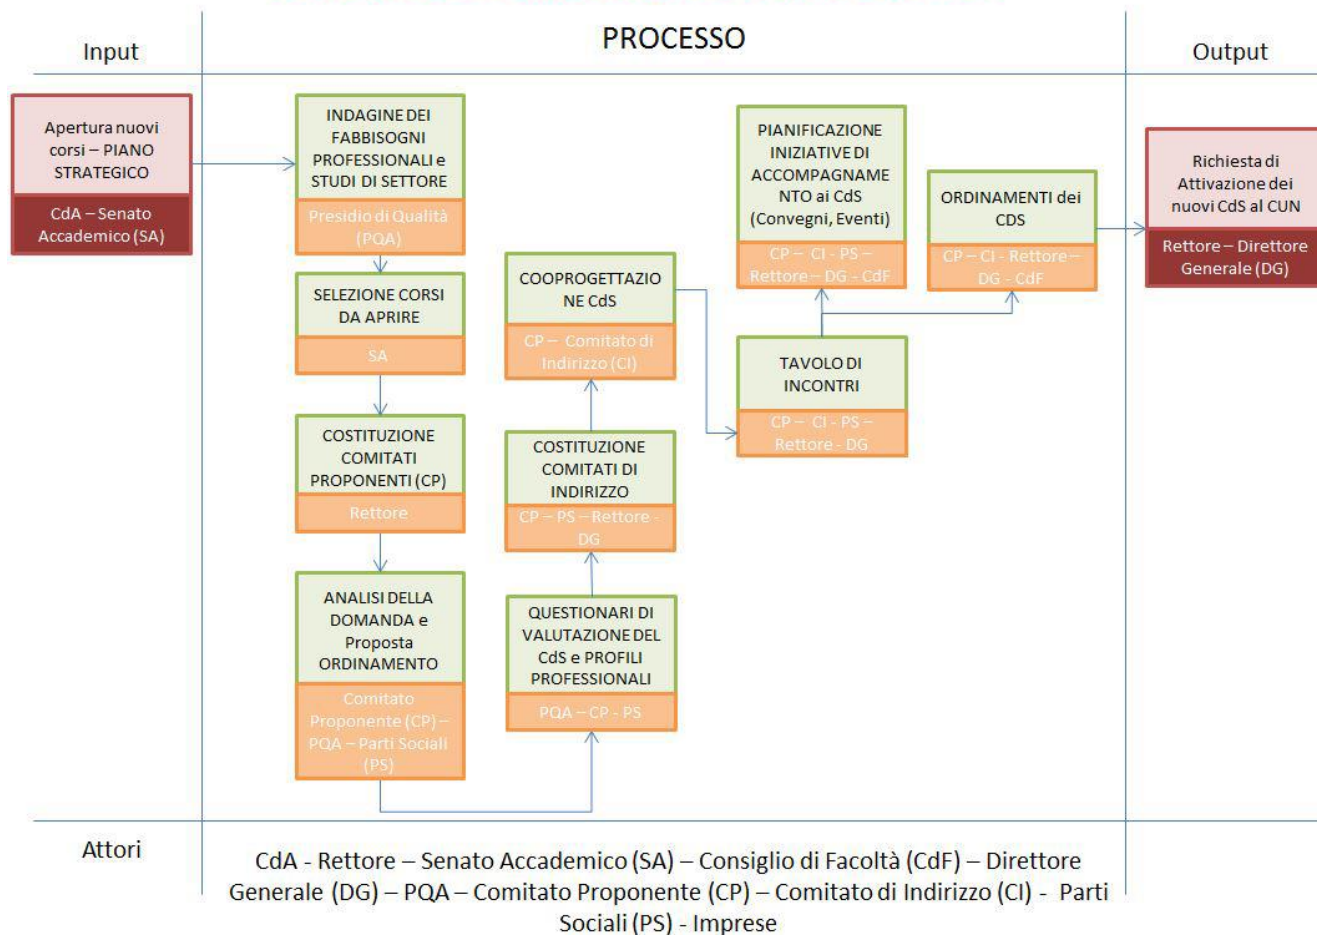 Input
PROCESSO
Output
Apertura nuovi
corsi – PIANO
STRATEGICO
CdA – Senato
Accademico (SA)
INDAGINE DEI
FABBISOGNI
PROFESSIONALI e
STUDI DI SETTORE
Presidio di Qualità
(PQA)
SELEZIONE CORSI
DA APRIRE
SA
COSTITUZIONE
COMITATI
PROPONENTI (CP)
Rettore
ANALISI DELLA
DOMANDA e
Proposta
ORDINAMENTO
Comitato
Proponente (CP) –
PQA – Parti Sociali
(PS)
QUESTIONARI DI
VALUTAZIONE DEL
CdS e PROFILI
PROFESSIONALI
PQA – CP - PS
COSTITUZIONE
COMITATI DI
INDIRIZZO
CP – PS – Rettore -
DG
COOPROGETTAZIO
NE CdS
CP – Comitato di
Indirizzo (CI)
TAVOLO DI
INCONTRI
CP – CI - PS –
Rettore - DG
PIANIFICAZIONE
INIZIATIVE DI
ACCOMPAGNAME
NTO ai CdS
(Convegni, Eventi)
CP – CI - PS –
Rettore – DG - CdF
ORDINAMENTI dei
CDS
CP – CI - Rettore –
DG - CdF
Richiesta di
Attivazione dei
nuovi CdS al CUN
Rettore – Direttore
Generale (DG)
Attori
CdA - Rettore – Senato Accademico (SA) – Consiglio di Facoltà (CdF) – Direttore
Generale (DG) – PQA – Comitato Proponente (CP) – Comitato di Indirizzo (CI) - Parti
Sociali (PS) - Imprese